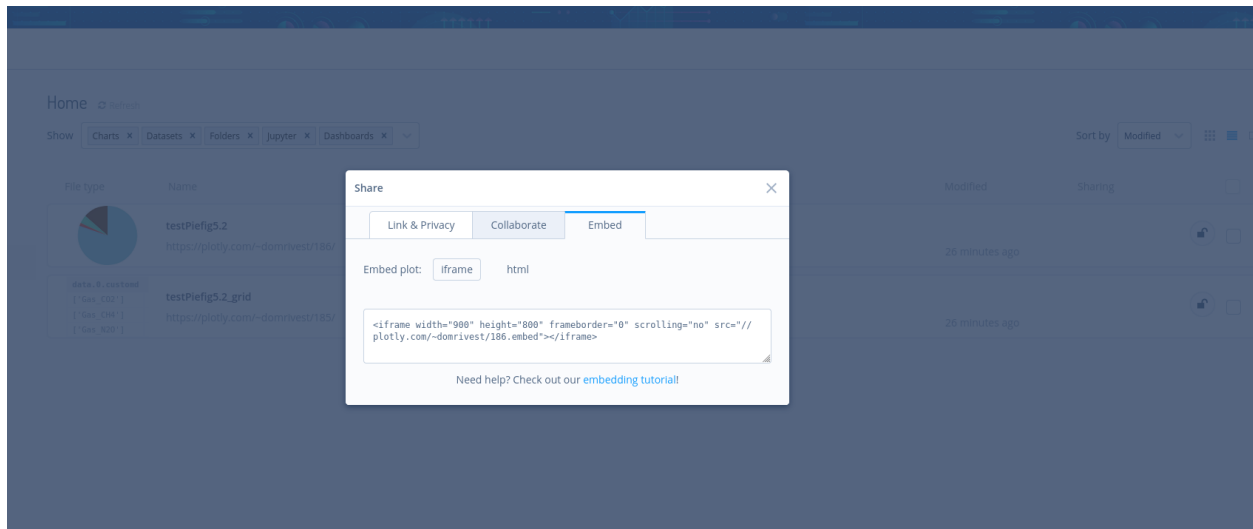 Home Refresh
Show Charts × Datasets × Folders × Jupyter × Dashboards ×
Sort by Modified
File type Name Modified Sharing
testPiefig5.2
https://plotly.com/~domrivest/186/
26 minutes ago
data.0.customd
['Gas_CO2']
['Gas_CH4']
['Gas_N2O']
testPiefig5.2_grid
https://plotly.com/~domrivest/185/
26 minutes ago
Share
Link & Privacy Collaborate Embed
Embed plot: iframe html
<iframe width="900" height="800" frameborder="0" scrolling="no" src="//
plotly.com/~domrivest/186.embed"></iframe>
Need help? Check out our embedding tutorial!